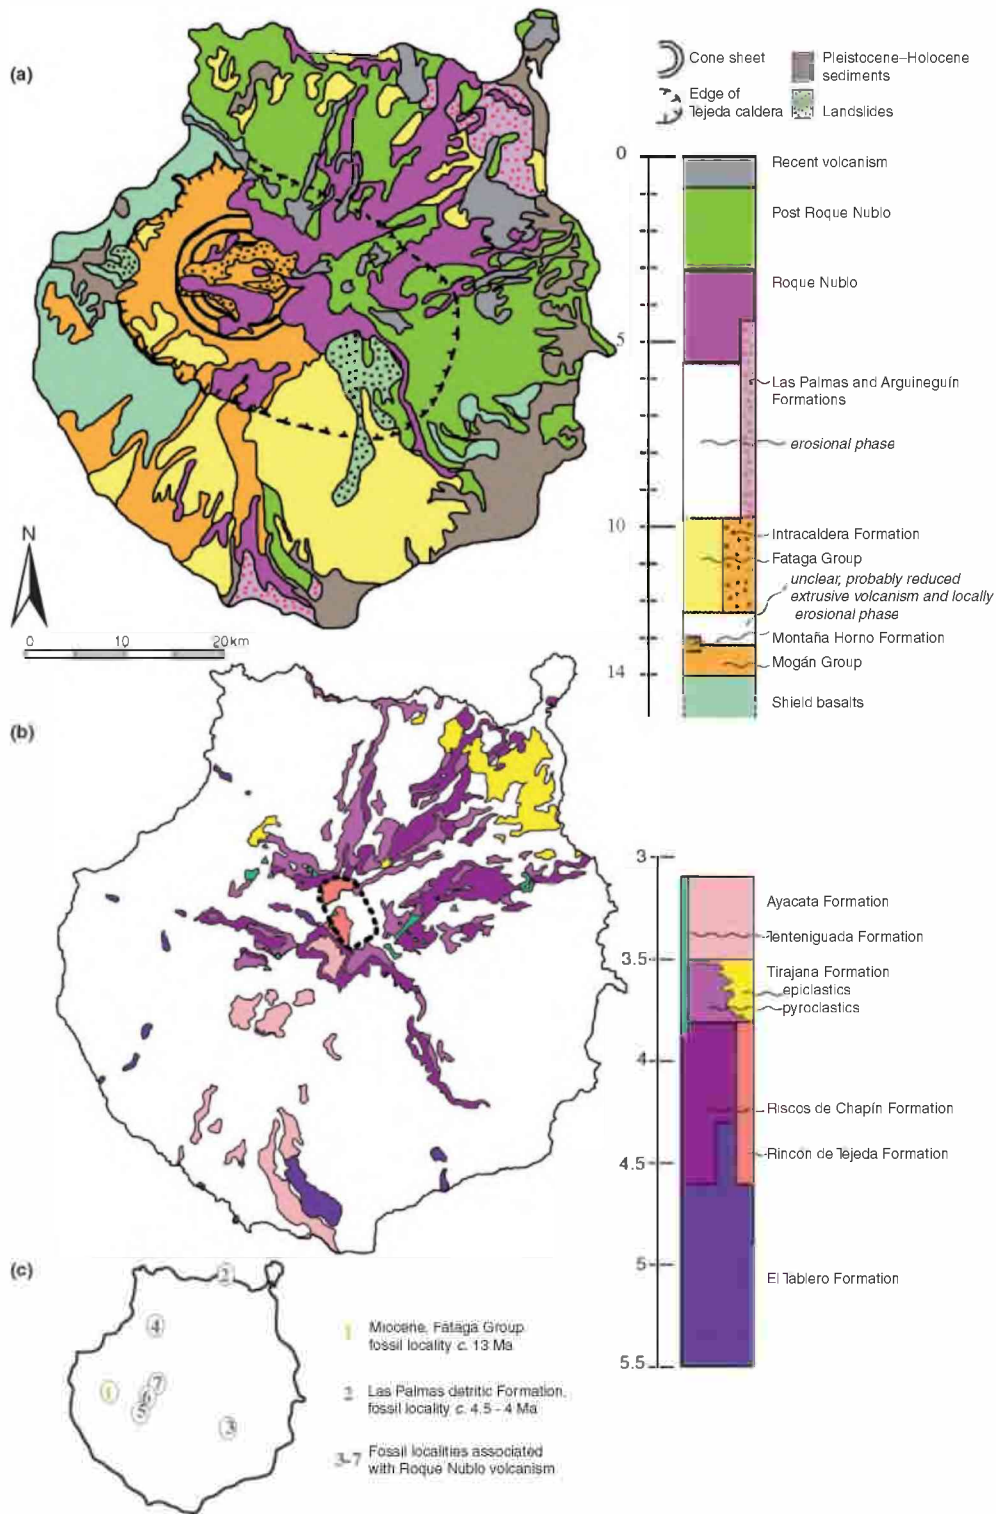 (a)
Cone sheet
Edge of
Tejeda caldera
Pleistocene–Holocene
sediments
Landslides
0
5
10
14
Recent volcanism
Post Roque Nublo
Roque Nublo
Las Palmas and Arguineguín
Formations
erosional phase
Intracaldera Formation
Fataga Group
unclear, probably reduced
extrusive volcanism and locally
erosional phase
Montaña Horno Formation
Mogán Group
Shield basalts
N
0 10 20km
(b)
3
3.5
4
4.5
5
5.5
Ayacata Formation
Tenteniguada Formation
Tirajana Formation
epiclastics
pyroclastics
Riscos de Chapín Formation
Rincón de Tejeda Formation
El Tablero Formation
(c)
2
4
7
1
6
5
3
1 Miocene, Fataga Group
fossil locality c. 13 Ma
2 Las Palmas detritic Formation,
fossil locality c. 4.5 - 4 Ma
3-7 Fossil localities associated
with Roque Nublo volcanism